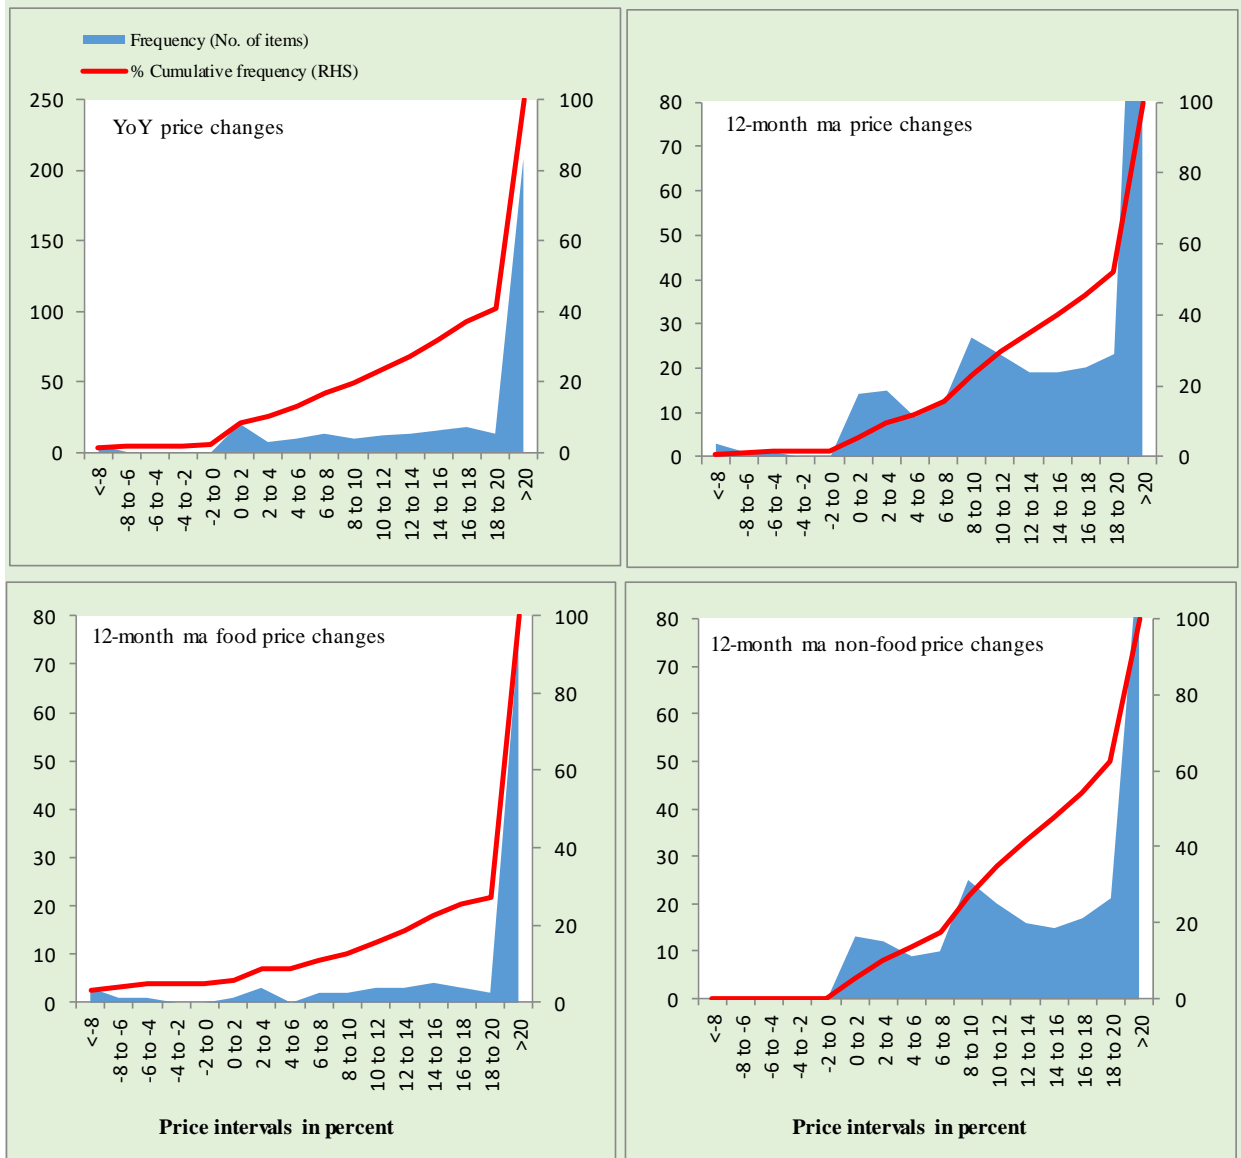 Frequency (No. of items)
% Cumulative frequency (RHS)
YoY price changes
250
200
150
100
50
0
100
80
60
40
20
0
<-8
-8 to -6
-6 to -4
-4 to -2
-2 to 0
0 to 2
2 to 4
4 to 6
6 to 8
8 to 10
10 to 12
12 to 14
14 to 16
16 to 18
18 to 20
>20
12-month ma price changes
80
70
60
50
40
30
20
10
0
100
80
60
40
20
0
<-8
-8 to -6
-6 to -4
-4 to -2
-2 to 0
0 to 2
2 to 4
4 to 6
6 to 8
8 to 10
10 to 12
12 to 14
14 to 16
16 to 18
18 to 20
>20
12-month ma food price changes
80
70
60
50
40
30
20
10
0
100
80
60
40
20
0
<-8
-8 to -6
-6 to -4
-4 to -2
-2 to 0
0 to 2
2 to 4
4 to 6
6 to 8
8 to 10
10 to 12
12 to 14
14 to 16
16 to 18
18 to 20
>20
Price intervals in percent
12-month ma non-food price changes
80
70
60
50
40
30
20
10
0
100
80
60
40
20
0
<-8
-8 to -6
-6 to -4
-4 to -2
-2 to 0
0 to 2
2 to 4
4 to 6
6 to 8
8 to 10
10 to 12
12 to 14
14 to 16
16 to 18
18 to 20
>20
Price intervals in percent